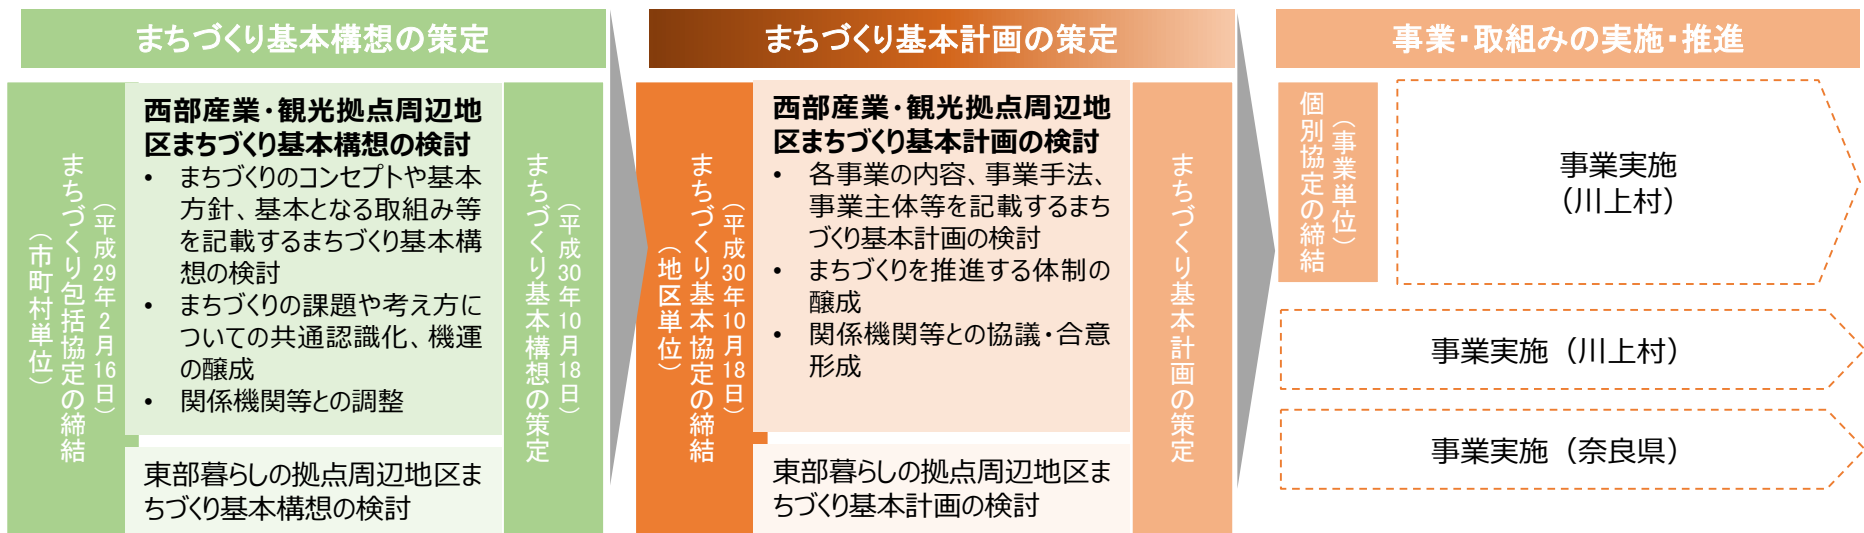 まちづくり基本構想の策定
まちづくり包括協定の締結
（平成29年2月16日）
（市町村単位）
西部産業・観光拠点周辺地
区まちづくり基本構想の検討
• まちづくりのコンセプトや基本
方針、基本となる取組み等
を記載するまちづくり基本構
想の検討
• まちづくりの課題や考え方に
ついての共通認識化、機運
の醸成
• 関係機関等との調整
東部暮らしの拠点周辺地区ま
ちづくり基本構想の検討
（平成30年10月18日）
まちづくり基本構想の策定
まちづくり基本計画の策定
（平成30年10月18日）
まちづくり基本協定の締結
（地区単位）
西部産業・観光拠点周辺地
区まちづくり基本計画の検討
• 各事業の内容、事業手法、
事業主体等を記載するまち
づくり基本計画の検討
• まちづくりを推進する体制の
醸成
• 関係機関等との協議・合意
形成
東部暮らしの拠点周辺地区ま
ちづくり基本計画の検討
まちづくり基本計画の策定
事業・取組みの実施・推進
（事業単位）
個別協定の締結
事業実施
（川上村）
事業実施（川上村）
事業実施（奈良県）